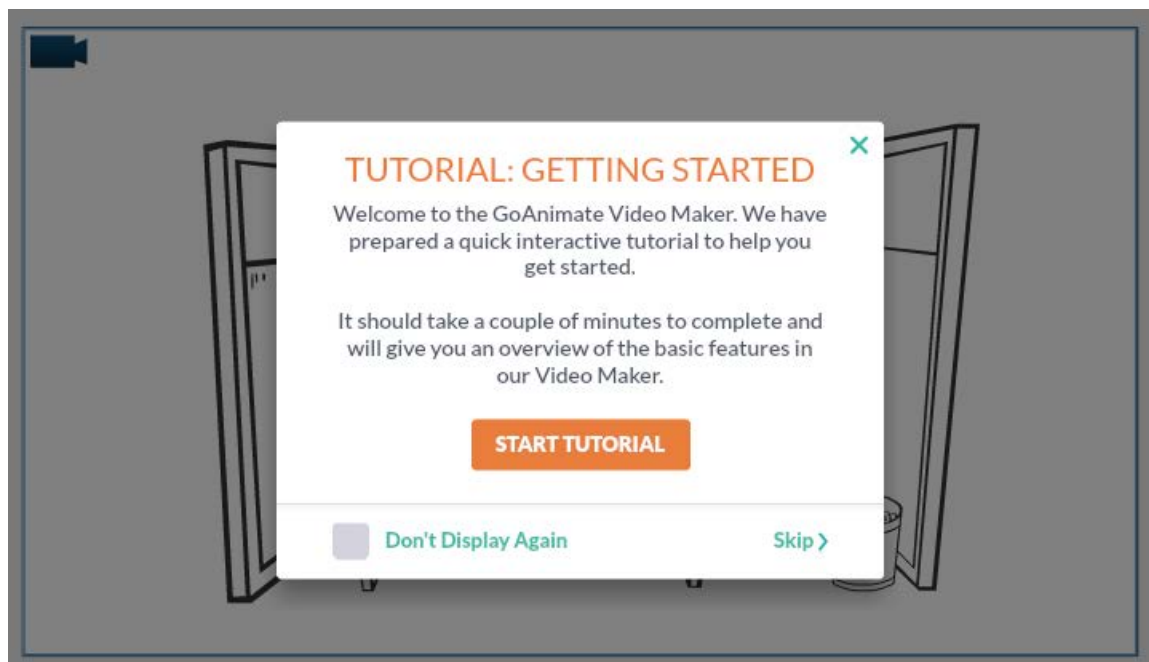 TUTORIAL: GETTING STARTED
Welcome to the GoAnimate Video Maker. We have
prepared a quick interactive tutorial to help you
get started.
It should take a couple of minutes to complete and
will give you an overview of the basic features in
our Video Maker.
START TUTORIAL
Don't Display Again
Skip